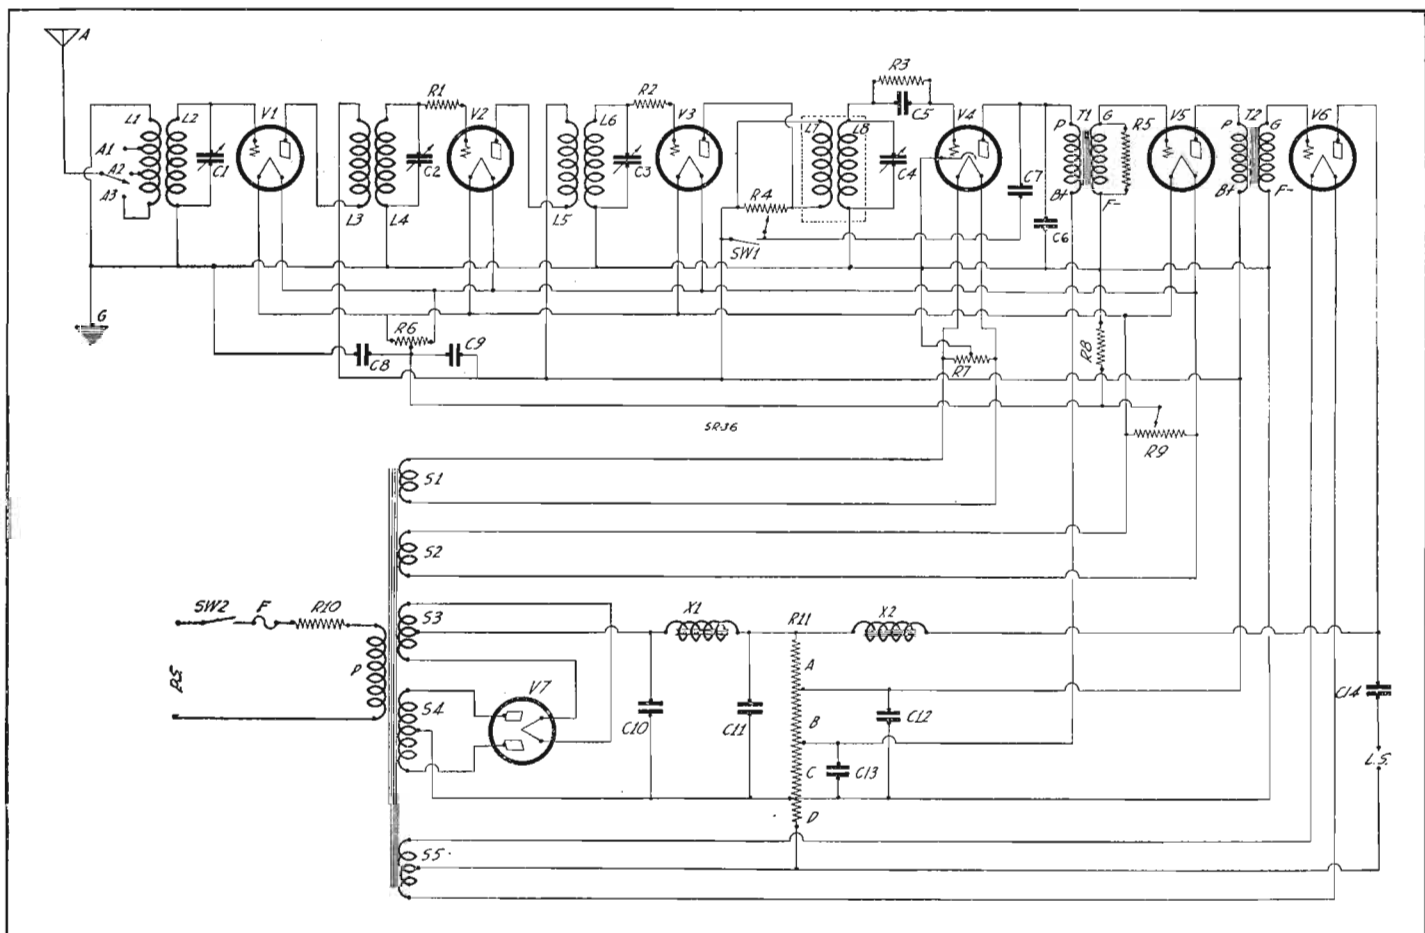 A
L1
L2
V1
A1
A2
A3
C1
L3
L4
R1
C2
V2
L5
L6
R2
C3
V3
R4
SW1
L7
L8
R3
C5
C4
V4
C7
C6
P
T1
G
R5
B+
F-
V5
P
T2
G
B+
F-
V6
G
R6
C8
C9
R7
R8
R9
SR36
S1
S2
SW2
F
R10
P
PS
S3
S4
V7
X1
R11
X2
A
B
C
D
C10
C11
C12
C13
C14
L.S.
S5